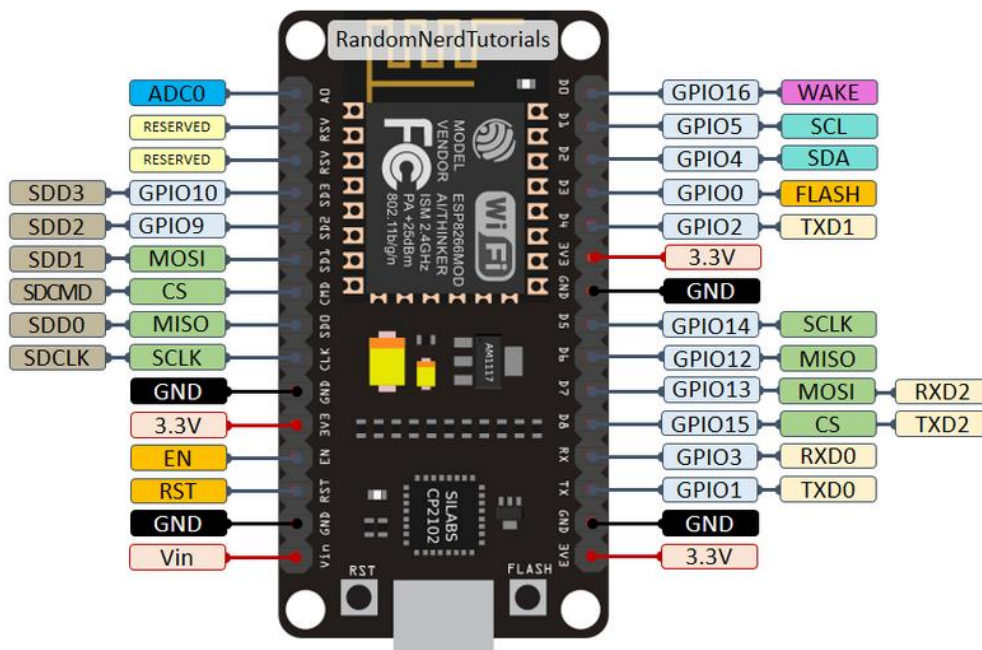 RandomNerdTutorials
ADC0
RESERVED
RESERVED
SDD3 GPIO10
SDD2 GPIO9
SDD1 MOSI
SDCMD CS
SDD0 MISO
SDCLK SCLK
GND
3.3V
EN
RST
GND
Vin
A0
RSV
RSV
SD3
SD2
SD1
CMD
SD0
CLK
GND
3V3
EN
RST
GND
Vin
MODEL ESP8266MOD
VENDOR AI/THINKER
ISM 2.4GHz
PA +25dBm
802.11b/g/n
FC
WiFi
AM1117
SILABS
CP2102
RST
FLASH
D0
D1
D2
D3
D4
3V3
GND
D5
D6
D7
D8
RX
TX
GND
3V3
GPIO16 WAKE
GPIO5 SCL
GPIO4 SDA
GPIO0 FLASH
GPIO2 TXD1
3.3V
GND
GPIO14 SCLK
GPIO12 MISO
GPIO13 MOSI RXD2
GPIO15 CS TXD2
GPIO3 RXD0
GPIO1 TXD0
GND
3.3V